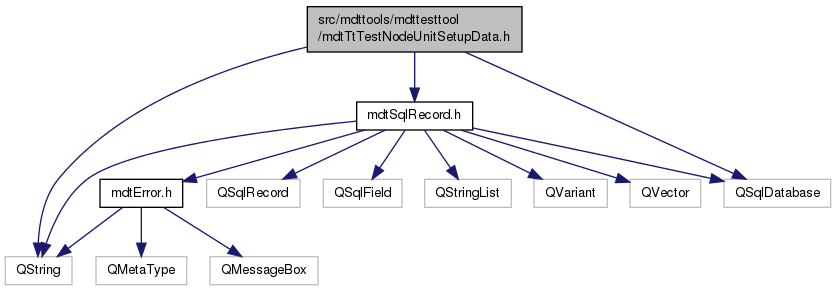 src/mdttools/mdttesttool
/mdtTtTestNodeUnitSetupData.h
mdtSqlRecord.h
mdtError.h
QSqlRecord
QSqlField
QStringList
QVariant
QVector
QSqlDatabase
QString
QMetaType
QMessageBox